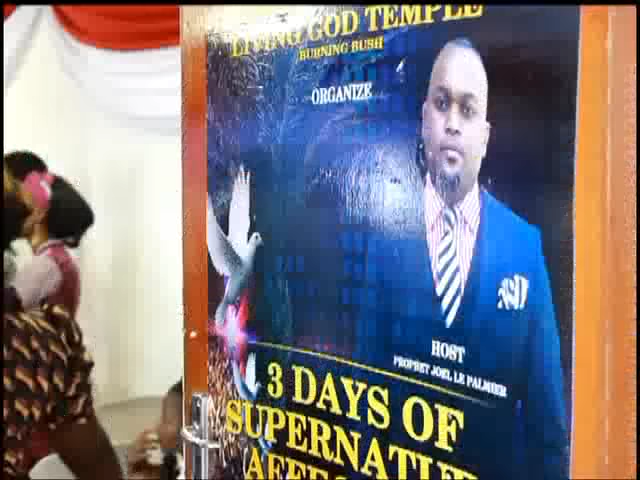 LIVING GOD TEMPLE
BURNING BUSH
ORGANIZE
HOST
PROPHET JOEL LE PALMIER
3 DAYS OF